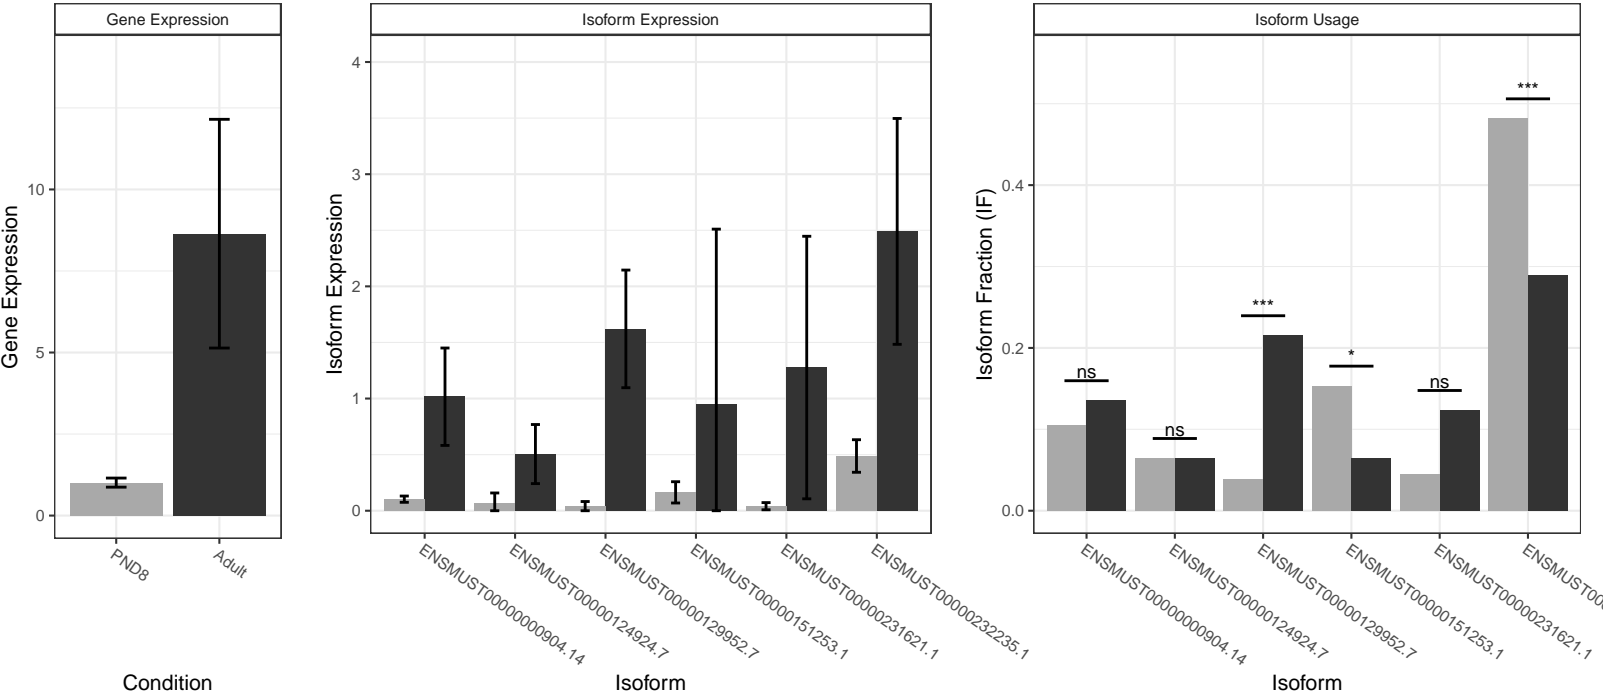 Gene Expression
Isoform Expression
Isoform Usage
Gene Expression
10
5
0
PND8
Adult
Condition
Isoform Expression
4
3
2
1
0
ENSMUST00000000904.14
ENSMUST00000124924.7
ENSMUST00000129952.7
ENSMUST00000151253.1
ENSMUST00000231621.1
ENSMUST00000232235.1
Isoform
Isoform Fraction (IF)
0.4
0.2
0.0
ns
ns
***
*
ns
***
ENSMUST00000000904.14
ENSMUST00000124924.7
ENSMUST00000129952.7
ENSMUST00000151253.1
ENSMUST00000231621.1
Isoform